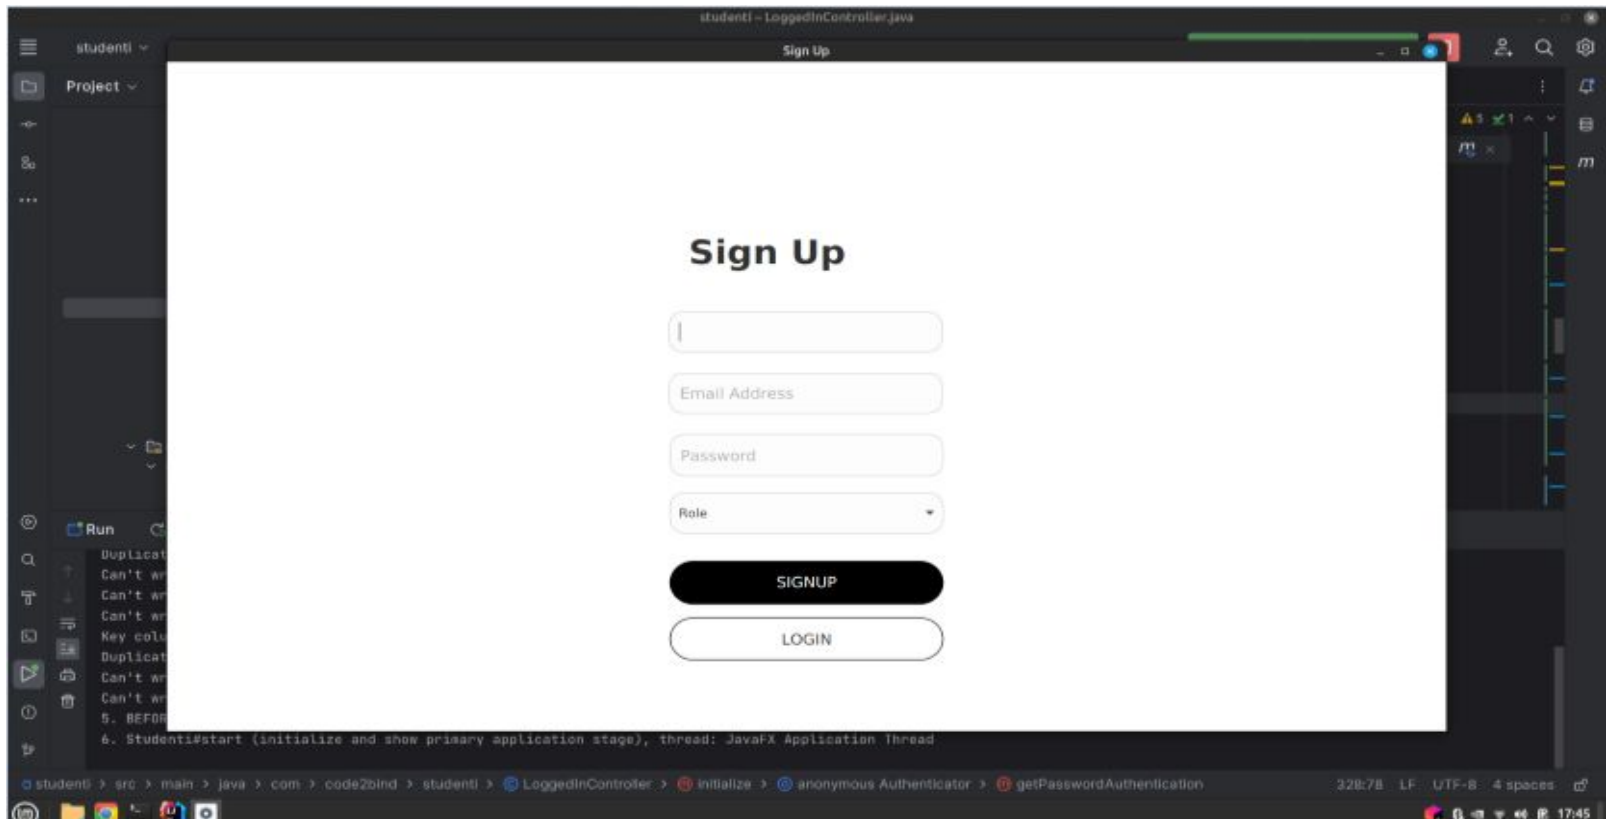 studenti – LoggedInController.java
studenti
Sign Up
Project
5 1
m
m
Sign Up
Email Address
Password
Role
SIGNUP
LOGIN
Run
Duplicat
Can't wr
Can't wr
Can't wr
Key colu
Duplicat
Can't wr
Can't wr
5. BEFOR
6. Studenti#start (initialize and show primary application stage), thread: JavaFX Application Thread
studenti > src > main > java > com > code2bind > studenti > LoggedInController > initialize > anonymous Authenticator > getPasswordAuthentication 328:78 LF UTF-8 4 spaces
17:45